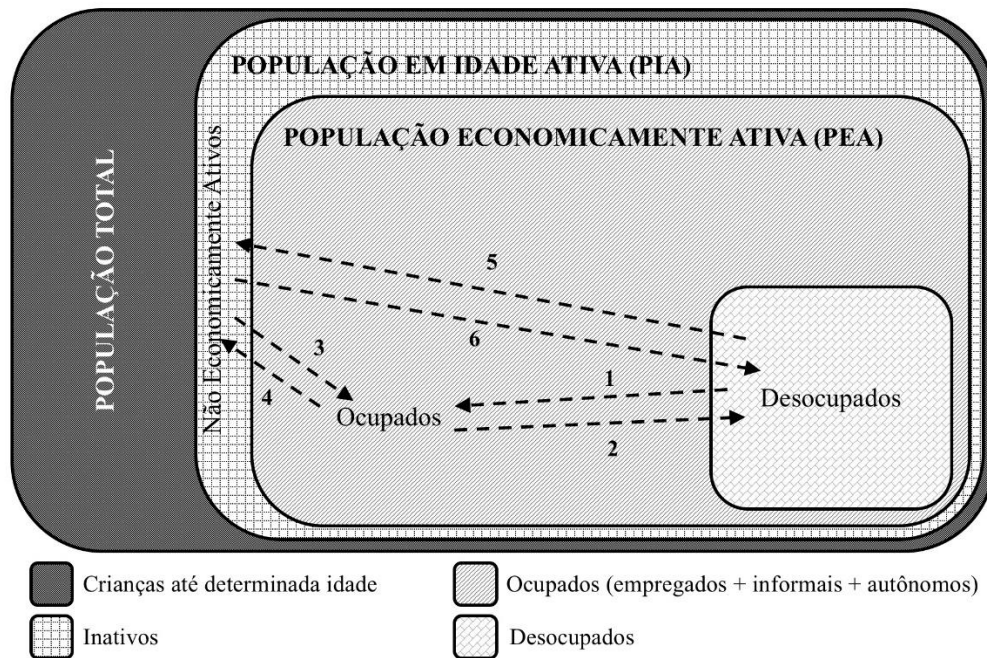 POPULAÇÃO TOTAL
Não Economicamente Ativos
POPULAÇÃO EM IDADE ATIVA (PIA)
POPULAÇÃO ECONOMICAMENTE ATIVA (PEA)
5
6
3
4
1
2
Ocupados
Desocupados
Crianças até determinada idade
Ocupados (empregados + informais + autônomos)
Inativos
Desocupados